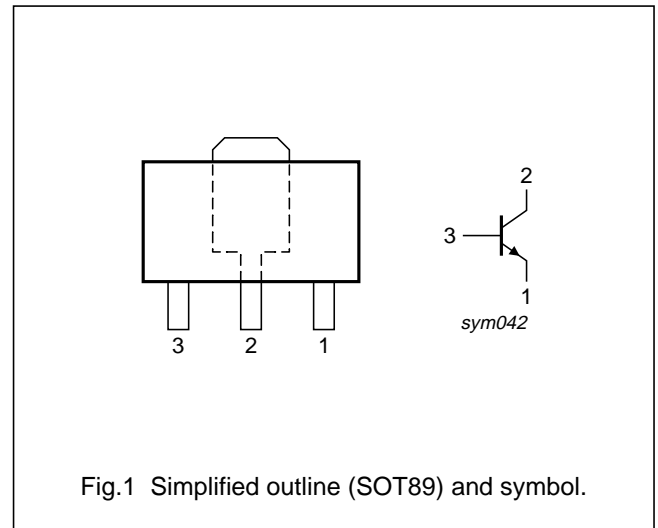 2
3
1
sym042
3 2 1
Fig.1 Simplified outline (SOT89) and symbol.